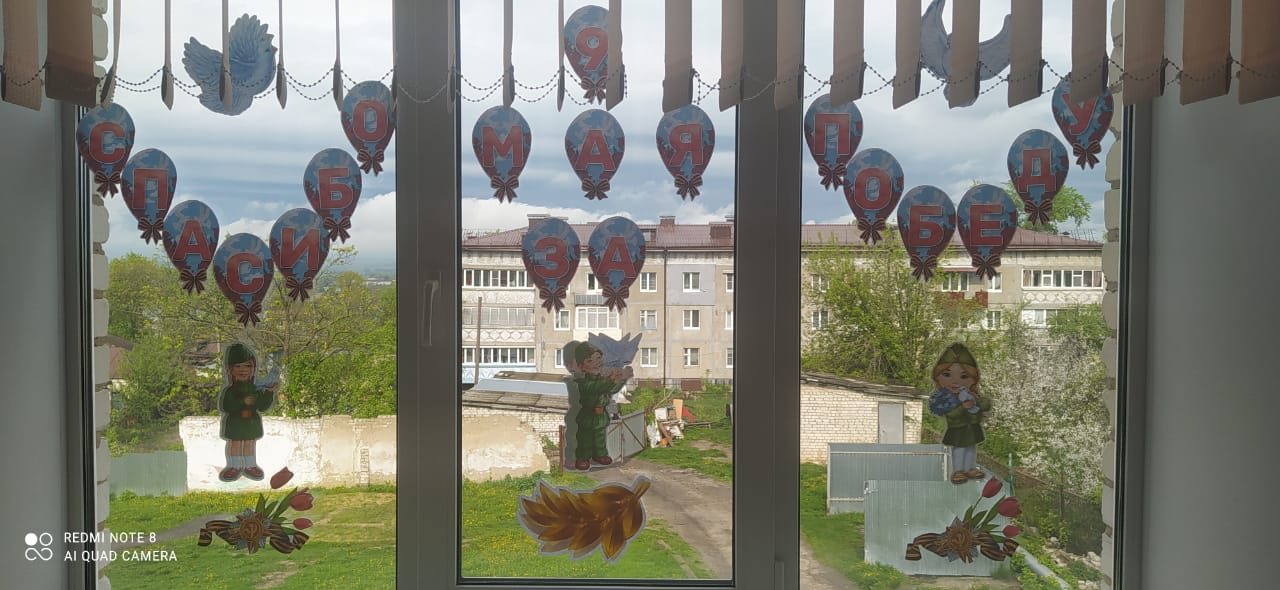 9
МАЯ
СПАСИБО
ЗА
ПОБЕДУ
REDMI NOTE 8
AI QUAD CAMERA